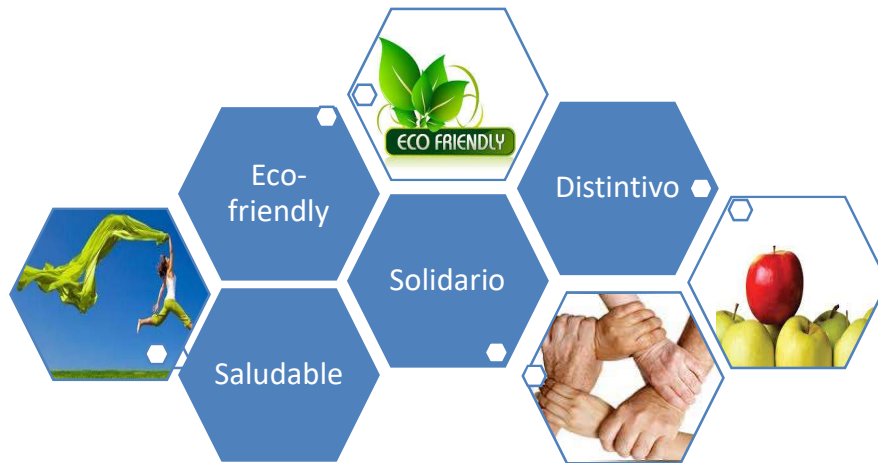 ECO FRIENDLY
Eco-
friendly
Distintivo
Solidario
Saludable